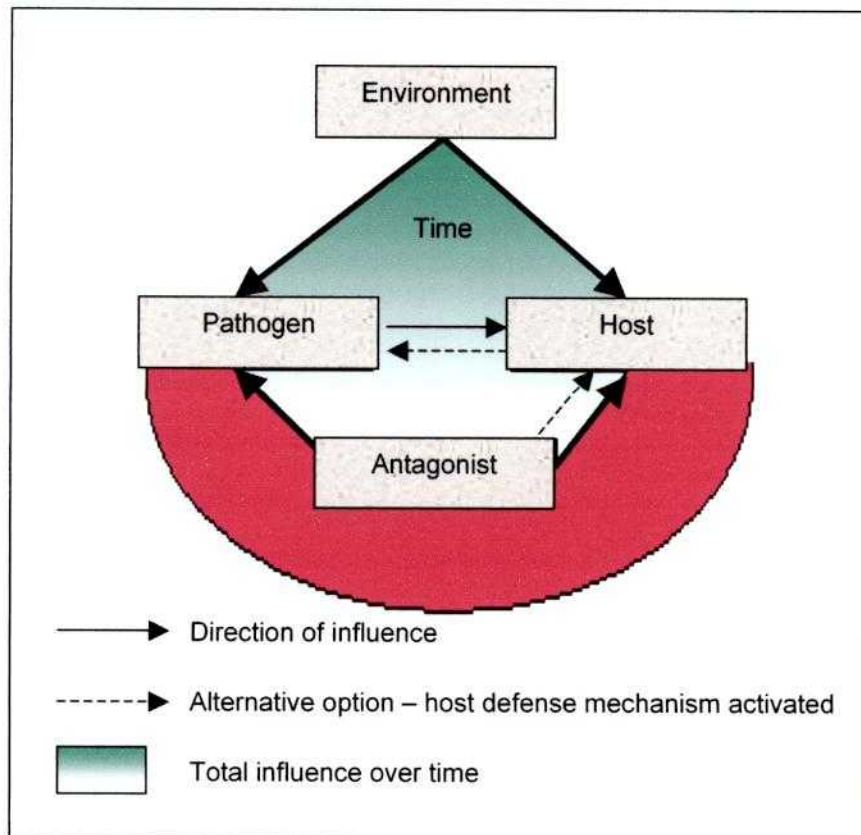 Environment
Time
Pathogen
Host
Antagonist
Direction of influence
Alternative option – host defense mechanism activated
Total influence over time